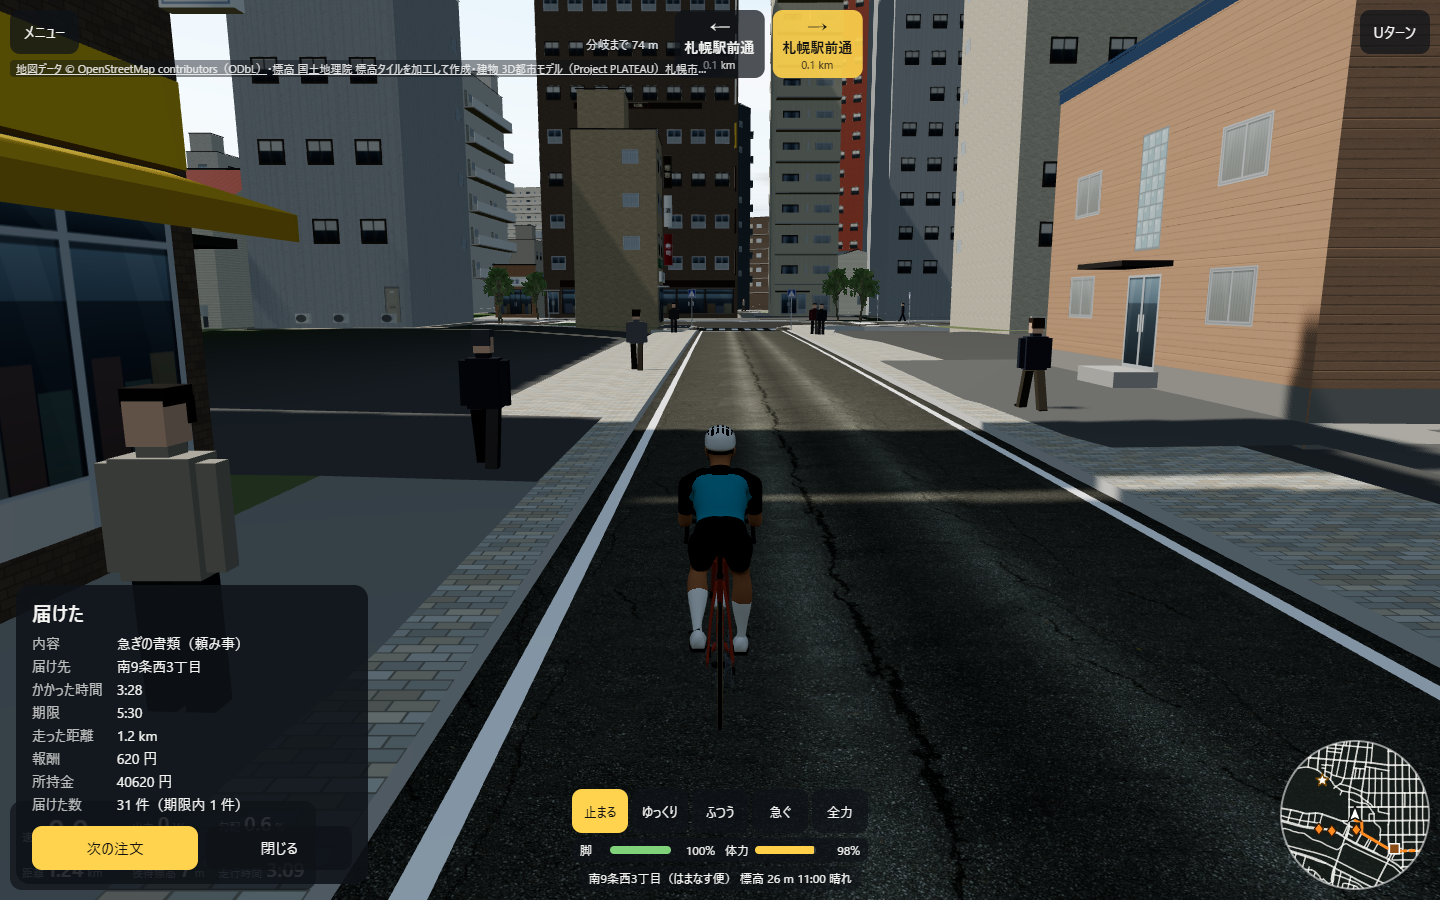 メニュー
分岐まで 74 m
←
札幌駅前通
0.1 km
→
札幌駅前通
0.1 km
Uターン
地図データ © OpenStreetMap contributors（ODbL）・標高 国土地理院 標高タイルを加工して作成・建物 3D都市モデル（Project PLATEAU）札幌市...
届けた
内容 急ぎの書類（頼み事）
届け先 南9条西3丁目
かかった時間 3:28
期限 5:30
走った距離 1.2 km
報酬 620 円
所持金 40620 円
届けた数 31 件（期限内 1 件）
次の注文 閉じる
止まる ゆっくり ふつう 急ぐ 全力
脚 100% 体力 98%
南9条西3丁目（はまなす便） 標高 26 m 11:00 晴れ